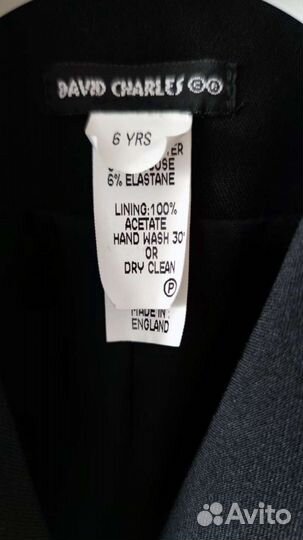 DAVID CHARLES ©®
6 YRS
6% ELASTANE
LINING:100%
ACETATE
HAND WASH 30°
OR
DRY CLEAN
P
MADE IN
ENGLAND
Avito